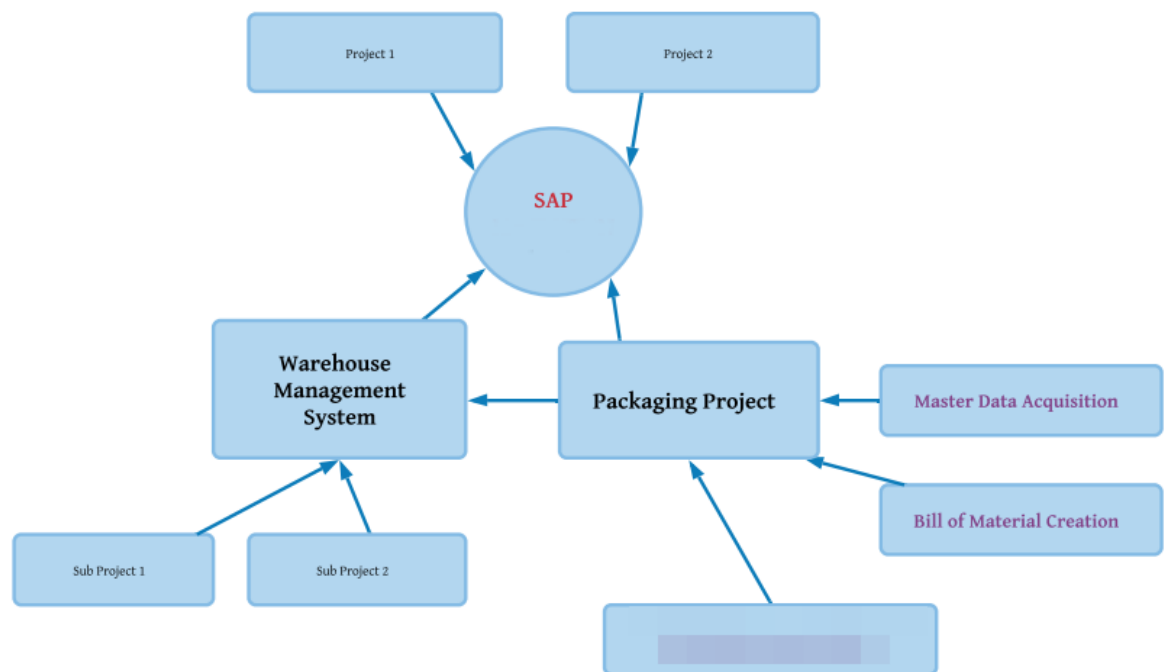 Project 1
Project 2
SAP
Warehouse
Management
System
Packaging Project
Master Data Acquisition
Bill of Material Creation
Sub Project 1
Sub Project 2